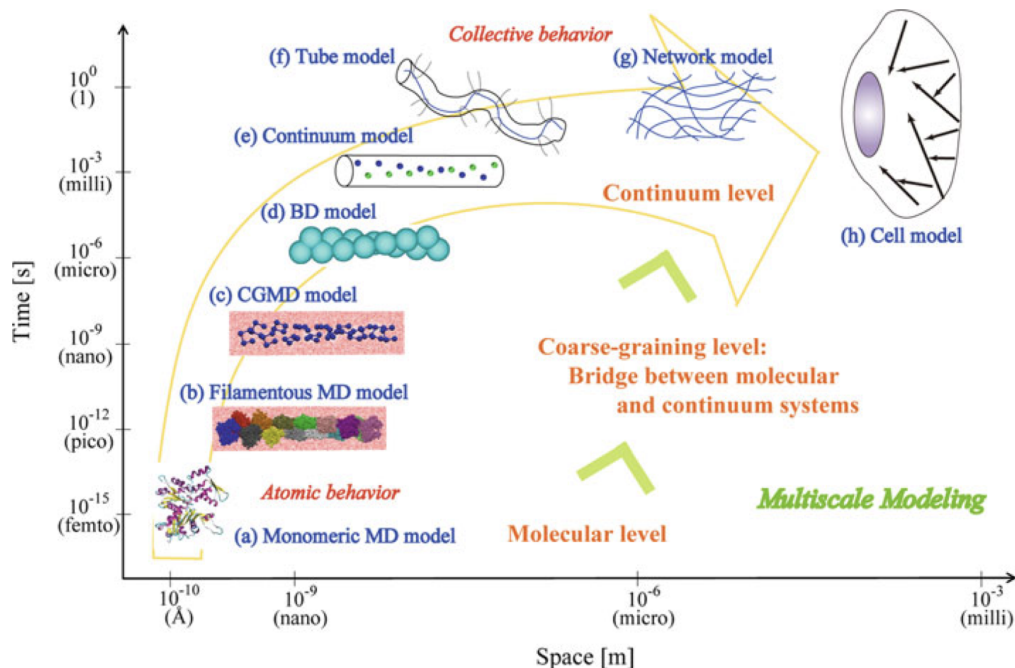 Collective behavior
(f) Tube model
(g) Network model
10⁰
(1)
(e) Continuum model
10⁻³
(milli)
Continuum level
(d) BD model
(h) Cell model
10⁻⁶
(micro)
Time [s]
(c) CGMD model
10⁻⁹
(nano)
Coarse-graining level:
Bridge between molecular
and continuum systems
(b) Filamentous MD model
10⁻¹²
(pico)
Atomic behavior
Multiscale Modeling
10⁻¹⁵
(femto)
(a) Monomeric MD model
Molecular level
10⁻¹⁰
(Å)
10⁻⁹
(nano)
10⁻⁶
(micro)
10⁻³
(milli)
Space [m]